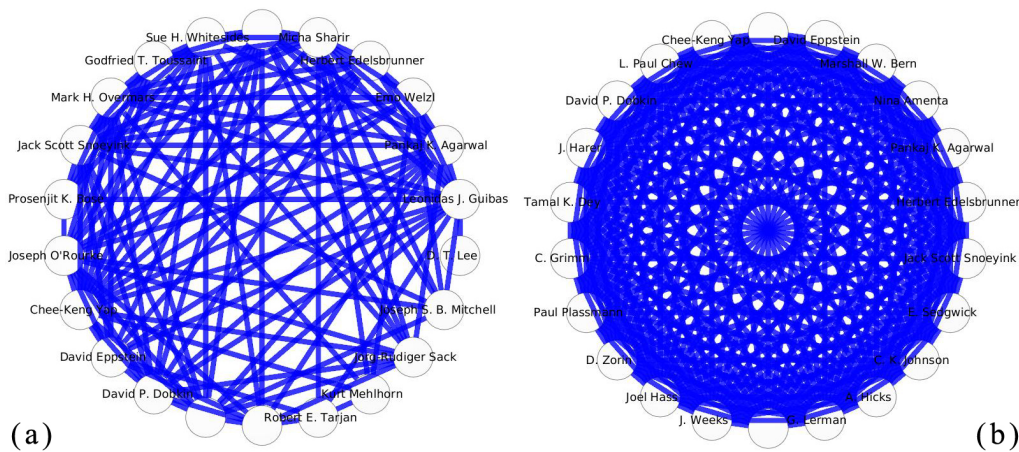 Sue H. Whitesides
Micha Sharir
Godfried T. Toussaint
Herbert Edelsbrunner
Mark H. Overmars
Emo Welzl
Jack Scott Snoeyink
Pankaj K. Agarwal
Prosenjit K. Bose
Leonidas J. Guibas
Joseph O'Rourke
D. T. Lee
Chee-Keng Yap
Joseph S. B. Mitchell
David Eppstein
Jorg-Rudiger Sack
David P. Dobkin
Kurt Mehlhorn
Robert E. Tarjan
(a)
Chee-Keng Yap
David Eppstein
L. Paul Chew
Marshall W. Bern
David P. Dobkin
Nina Amenta
J. Harer
Pankaj K. Agarwal
Tamal K. Dey
Herbert Edelsbrunner
C. Grimm
Jack Scott Snoeyink
Paul Plassmann
E. Sedgwick
D. Zorin
C. K. Johnson
Joel Hass
A. Hicks
J. Weeks
G. Lerman
(b)